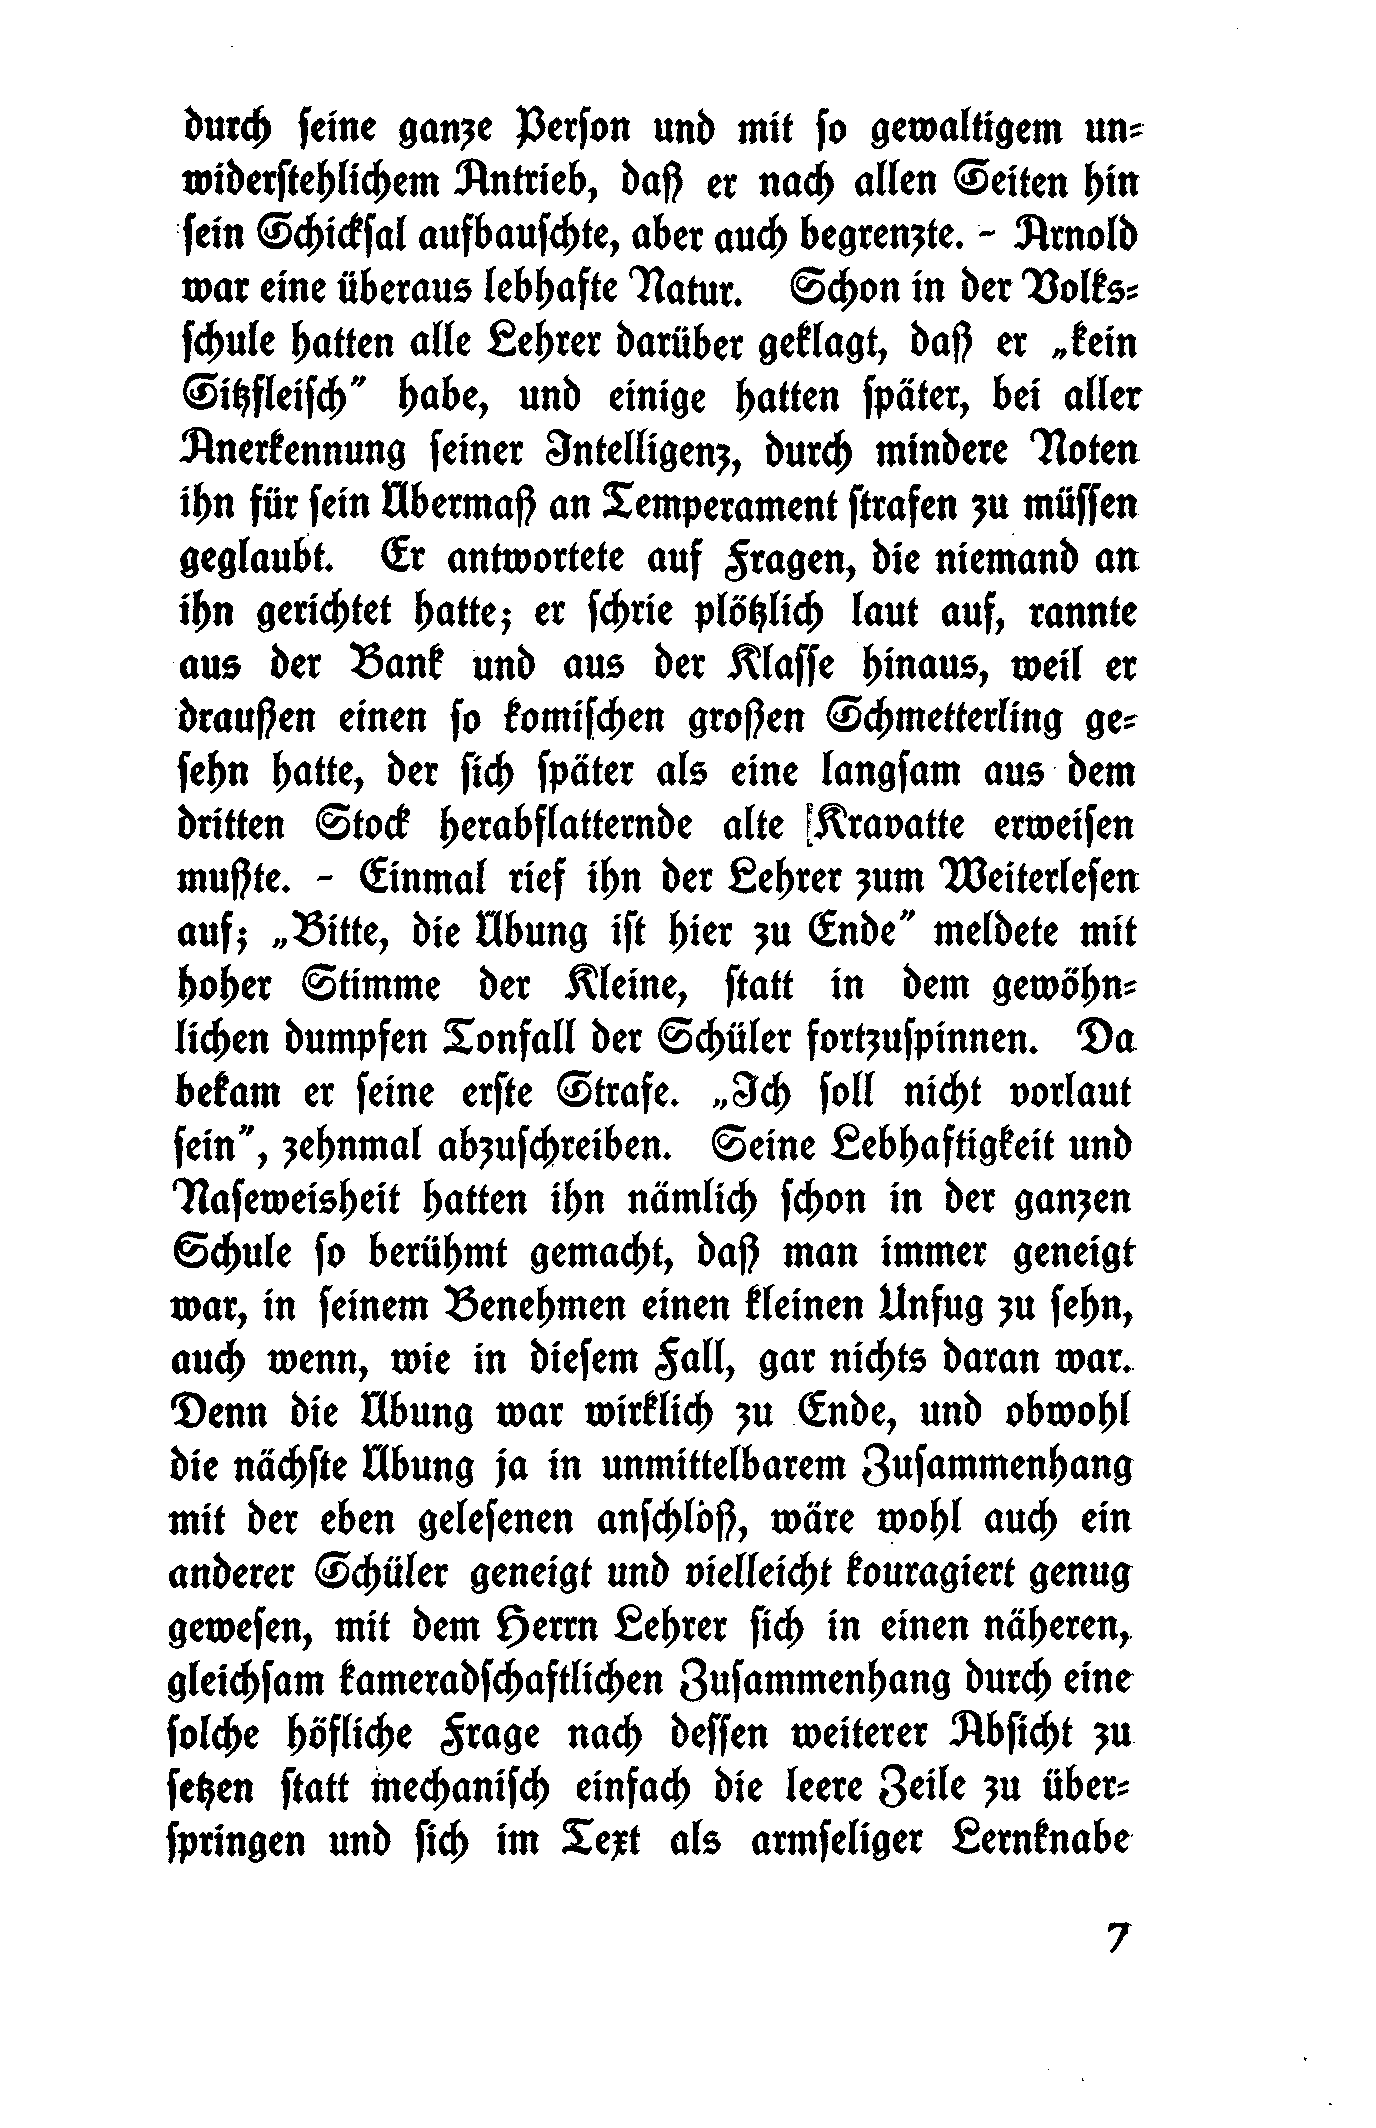 durch seine ganze Person und mit so gewaltigem un-
widerstehlichem Antrieb, daß er nach allen Seiten hin
sein Schicksal aufbauschte, aber auch begrenzte. - Arnold
war eine überaus lebhafte Natur. Schon in der Volks-
schule hatten alle Lehrer darüber geklagt, daß er „kein
Sitzfleisch" habe, und einige hatten später, bei aller
Anerkennung seiner Intelligenz, durch mindere Noten
ihn für sein Übermaß an Temperament strafen zu müssen
geglaubt. Er antwortete auf Fragen, die niemand an
ihn gerichtet hatte; er schrie plötzlich laut auf, rannte
aus der Bank und aus der Klasse hinaus, weil er
draußen einen so komischen großen Schmetterling ge-
sehn hatte, der sich später als eine langsam aus dem
dritten Stock herabflatternde alte Kravatte erweisen
mußte. - Einmal rief ihn der Lehrer zum Weiterlesen
auf; „Bitte, die Übung ist hier zu Ende" meldete mit
hoher Stimme der Kleine, statt in dem gewöhn-
lichen dumpfen Tonfall der Schüler fortzuspinnen. Da
bekam er seine erste Strafe. „Ich soll nicht vorlaut
sein", zehnmal abzuschreiben. Seine Lebhaftigkeit und
Naseweisheit hatten ihn nämlich schon in der ganzen
Schule so berühmt gemacht, daß man immer geneigt
war, in seinem Benehmen einen kleinen Unfug zu sehn,
auch wenn, wie in diesem Fall, gar nichts daran war.
Denn die Übung war wirklich zu Ende, und obwohl
die nächste Übung ja in unmittelbarem Zusammenhang
mit der eben gelesenen anschloß, wäre wohl auch ein
anderer Schüler geneigt und vielleicht kouragiert genug
gewesen, mit dem Herrn Lehrer sich in einen näheren,
gleichsam kameradschaftlichen Zusammenhang durch eine
solche höfliche Frage nach dessen weiterer Absicht zu
setzen statt mechanisch einfach die leere Zeile zu über-
springen und sich im Text als armseliger Lernknabe
7